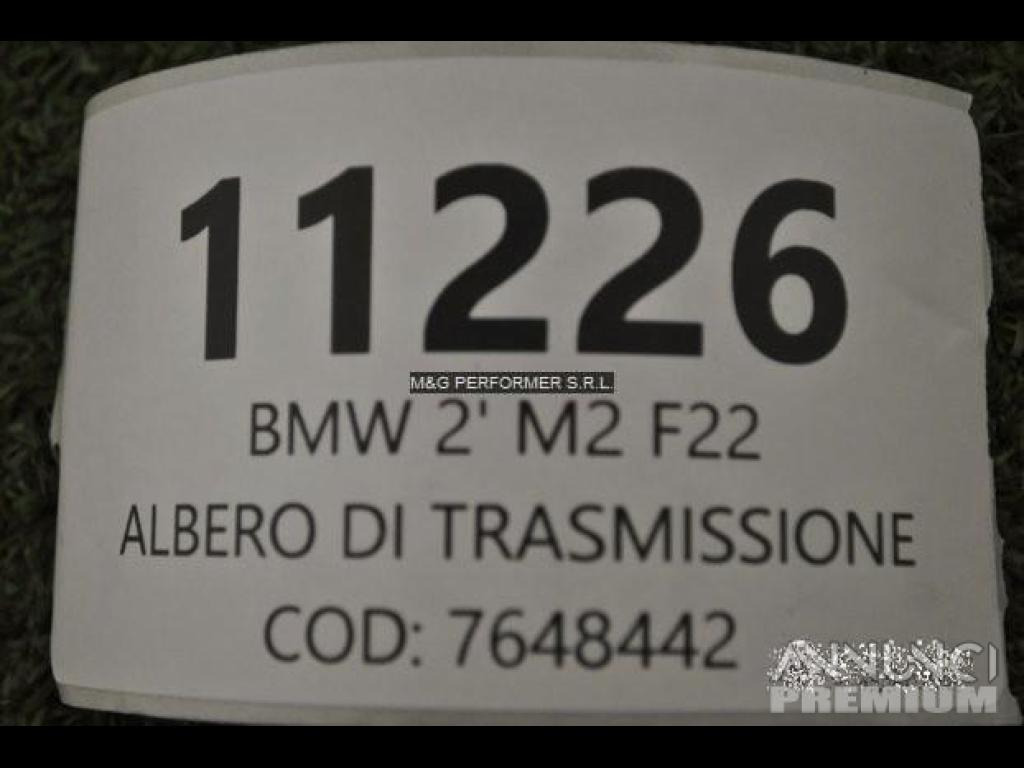 11226
M&G PERFORMER S.R.L.
BMW 2' M2 F22
ALBERO DI TRASMISSIONE
COD: 7648442
ANNUNCI
PREMIUM